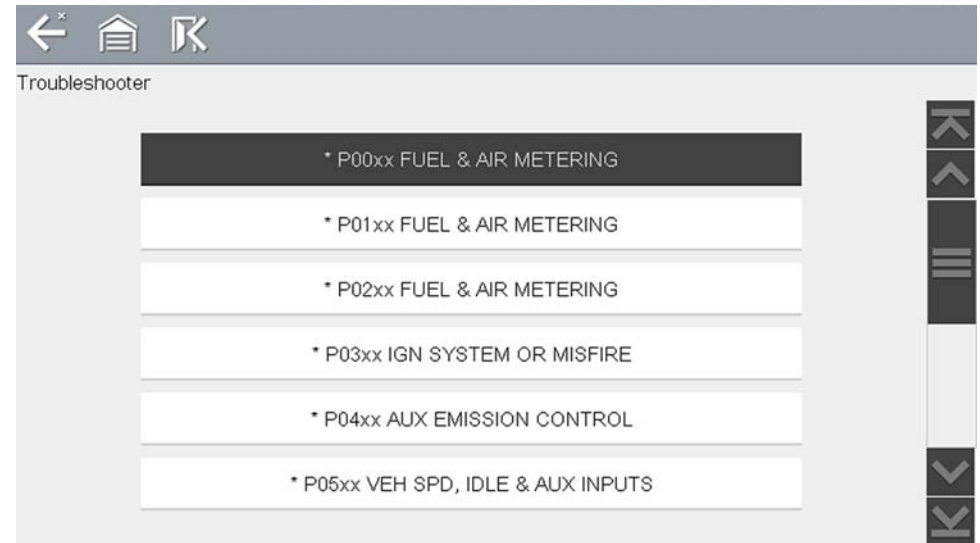 Troubleshooter
* P00xx FUEL & AIR METERING
* P01xx FUEL & AIR METERING
* P02xx FUEL & AIR METERING
* P03xx IGN SYSTEM OR MISFIRE
* P04xx AUX EMISSION CONTROL
* P05xx VEH SPD, IDLE & AUX INPUTS